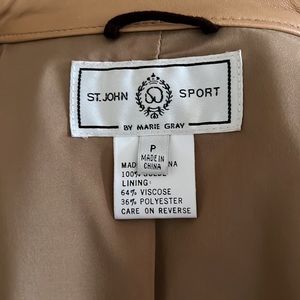 ST. JOHN SPORT
BY MARIE GRAY
P
MADE IN
CHINA
100%
LINING:
64% VISCOSE
36% POLYESTER
CARE ON REVERSE